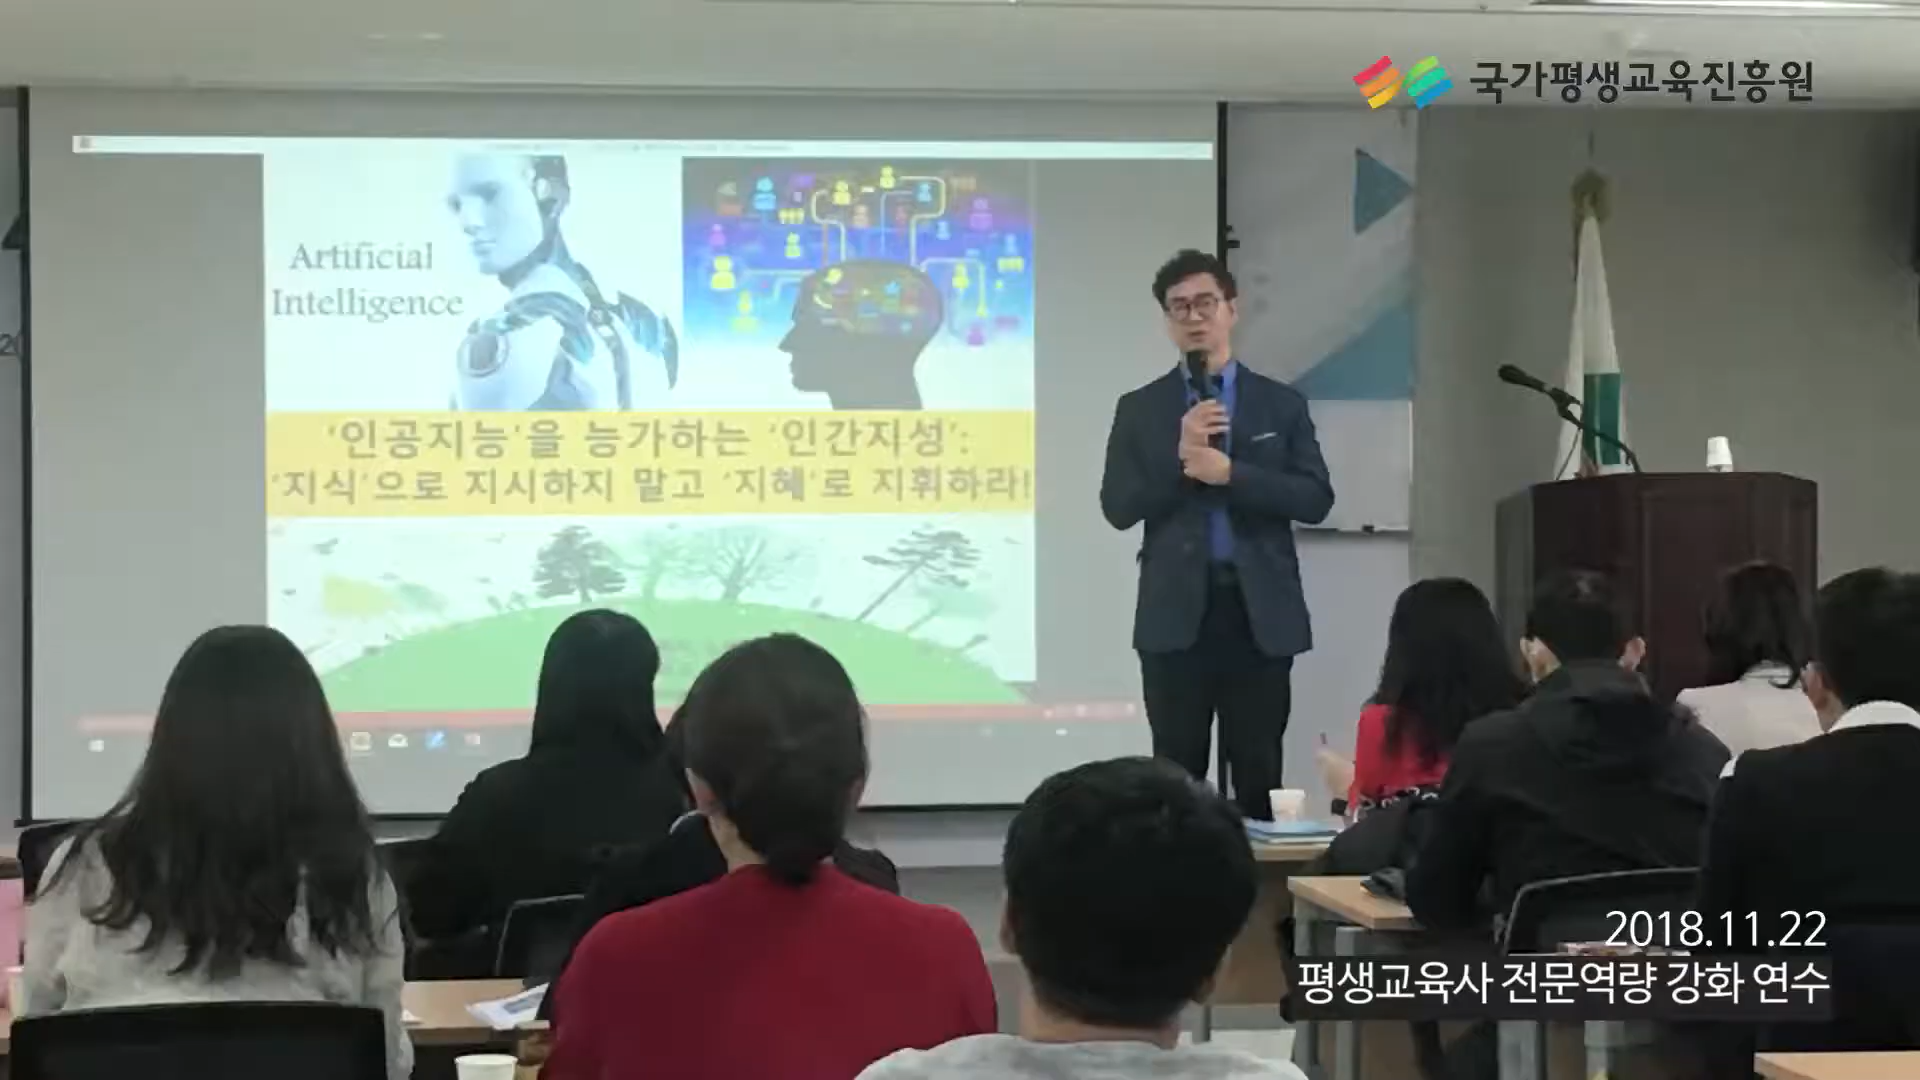 국가평생교육진흥원
Artificial
Intelligence
'인공지능'을 능가하는 '인간지성':
'지식'으로 지시하지 말고 '지혜'로 지휘하라!
2018.11.22
평생교육사 전문역량 강화 연수